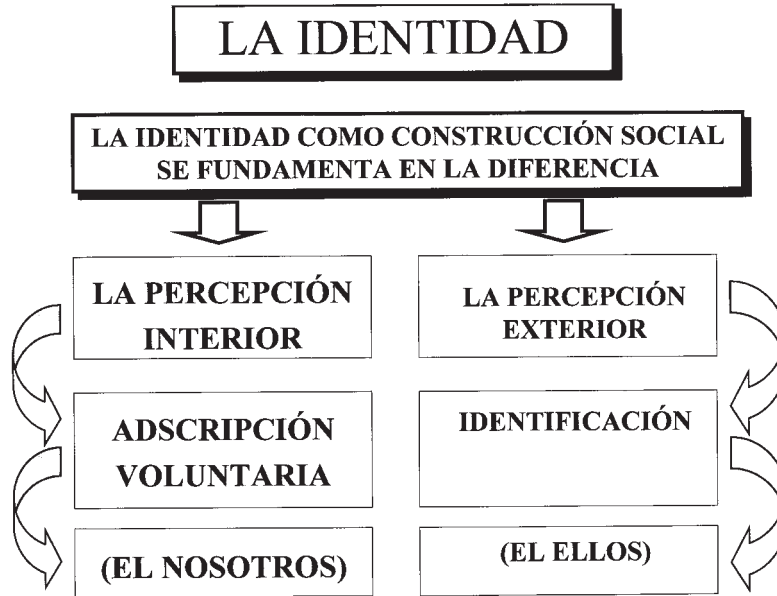 LA IDENTIDAD
LA IDENTIDAD COMO CONSTRUCCIÓN SOCIAL
SE FUNDAMENTA EN LA DIFERENCIA
LA PERCEPCIÓN
INTERIOR
LA PERCEPCIÓN
EXTERIOR
ADSCRIPCIÓN
VOLUNTARIA
IDENTIFICACIÓN
(EL NOSOTROS)
(EL ELLOS)